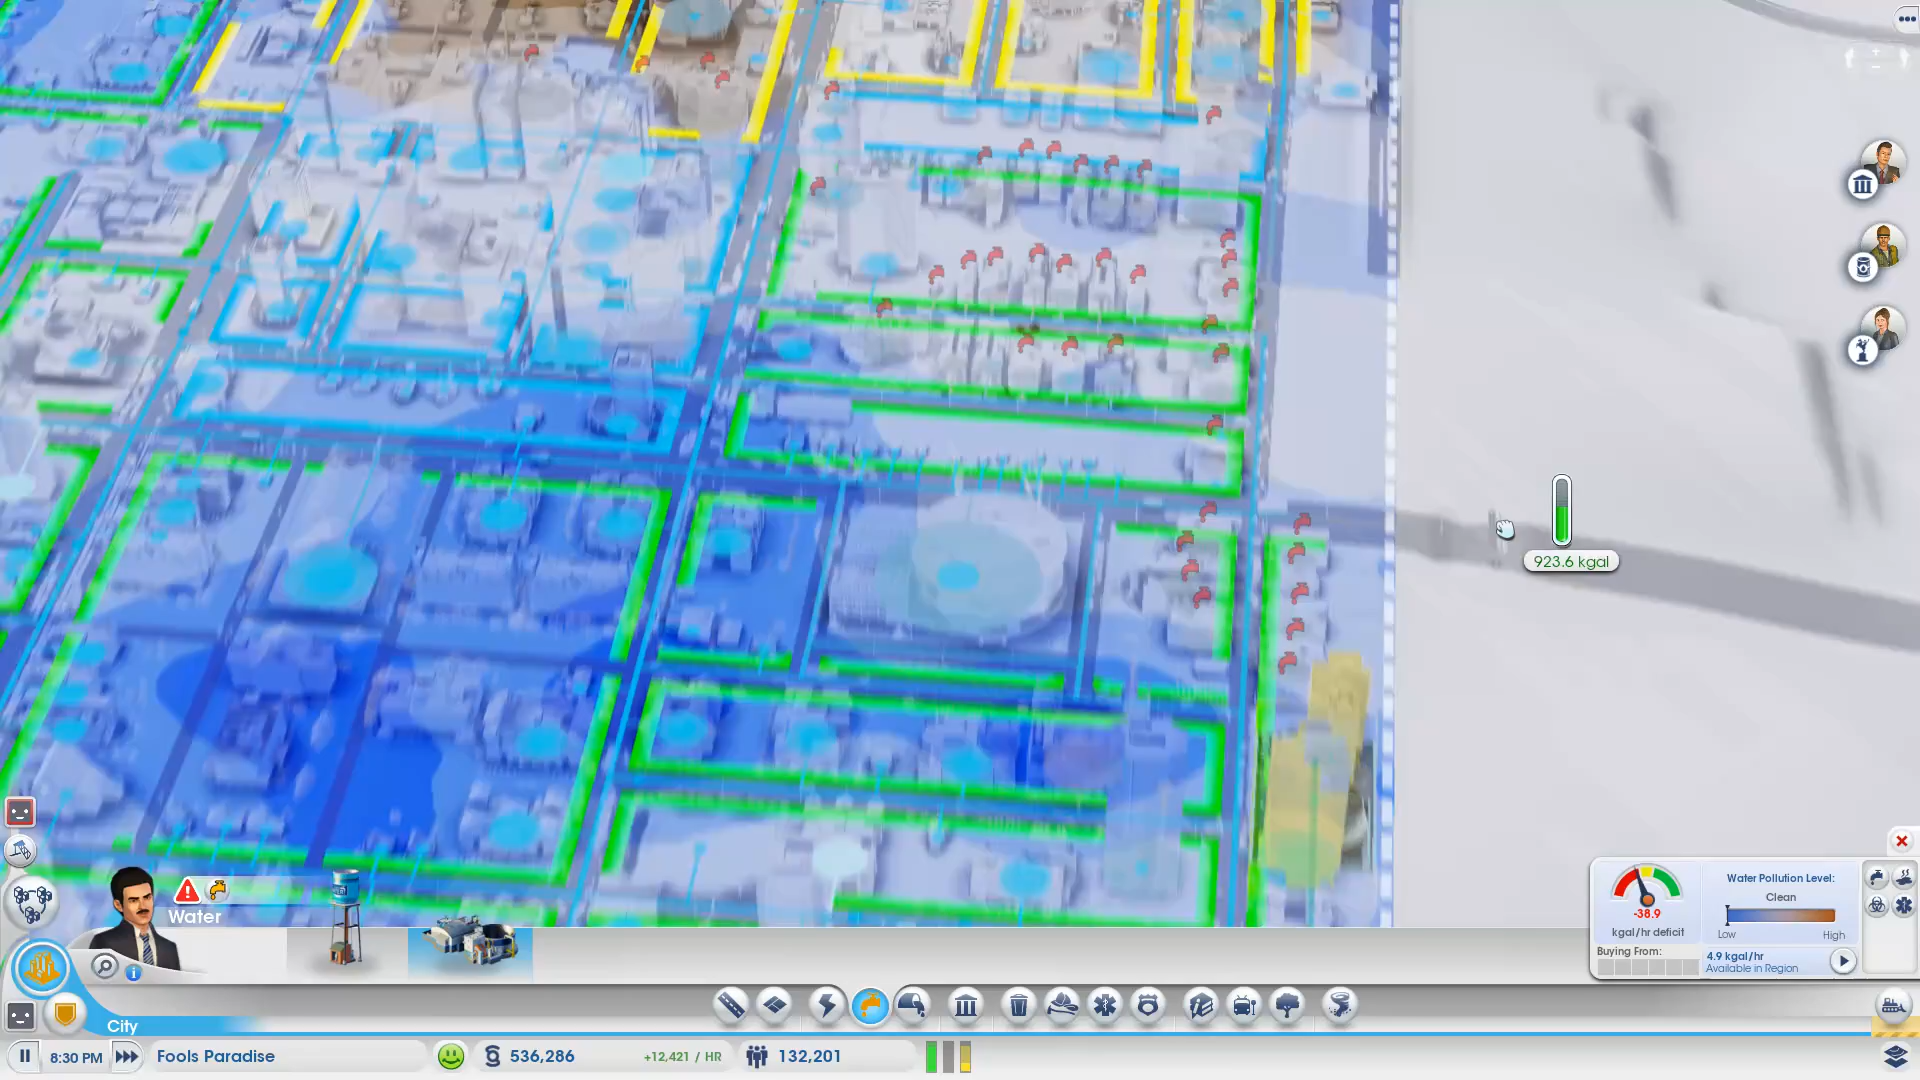 923.6 kgal
Water
-38.9
kgal/hr deficit
Buying From:
Water Pollution Level:
Clean
Low
High
4.9 kgal/hr
Available in Region
City
8:30 PM
Fools Paradise
536,286
+12,421 / HR
132,201